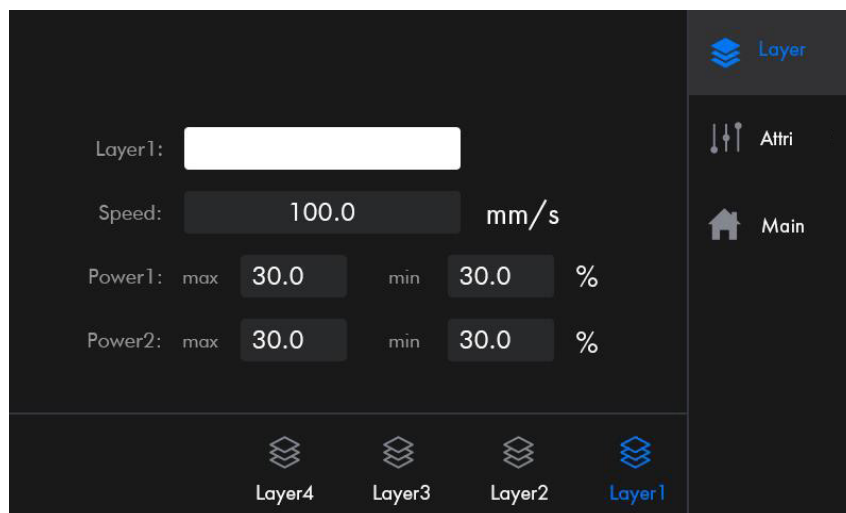 Layer
Attri
Main
Layer1:
Speed: 100.0 mm/s
Power1: max 30.0 min 30.0 %
Power2: max 30.0 min 30.0 %
Layer4 Layer3 Layer2 Layer1